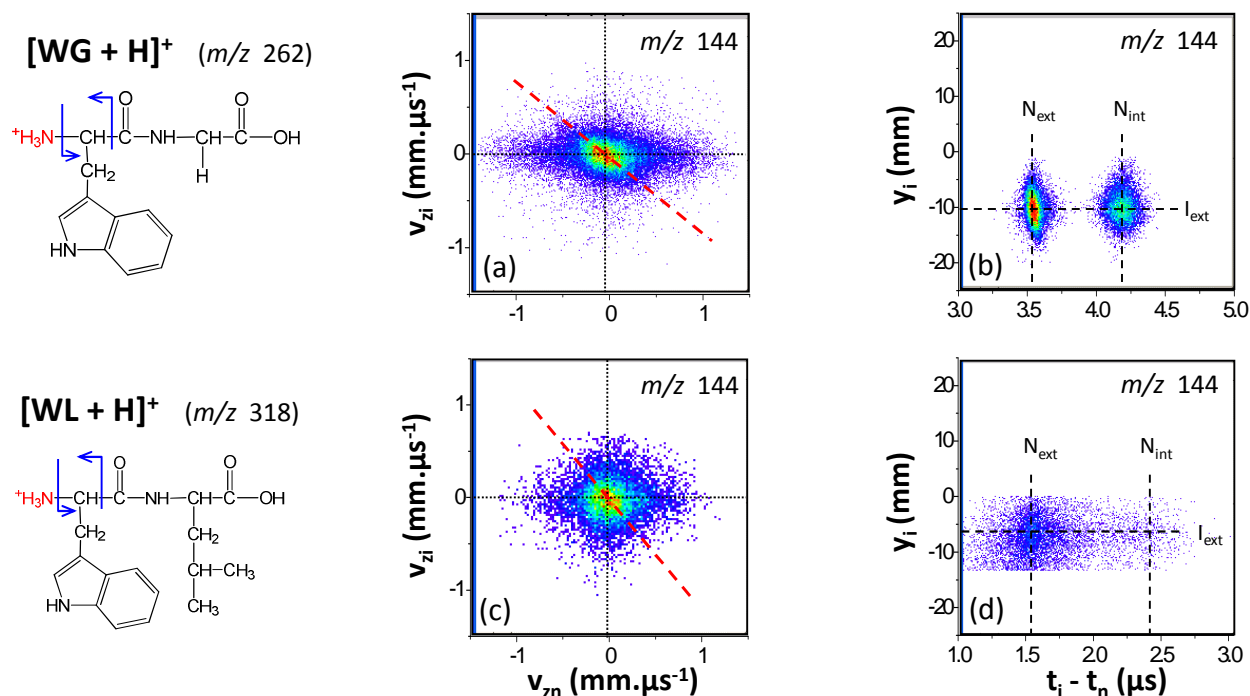 [WG + H]⁺ (m/z 262)
⁺H₃N
O
NH
O
OH
CH₂
H
HN
m/z 144
(a)
v_zi (mm.µs⁻¹)
1
0
-1
-1
0
1
m/z 144
N_ext
N_int
I_ext
(b)
y_i (mm)
20
10
0
-10
-20
3.0
3.5
4.0
4.5
5.0
[WL + H]⁺ (m/z 318)
⁺H₃N
O
NH
O
OH
CH₂
CH₂
CH—CH₃
CH₃
HN
m/z 144
(c)
v_zi (mm.µs⁻¹)
1
0
-1
-1
0
1
v_zn (mm.µs⁻¹)
m/z 144
N_ext
N_int
I_ext
(d)
y_i (mm)
20
10
0
-10
-20
1.0
1.5
2.0
2.5
3.0
t_i - t_n (µs)